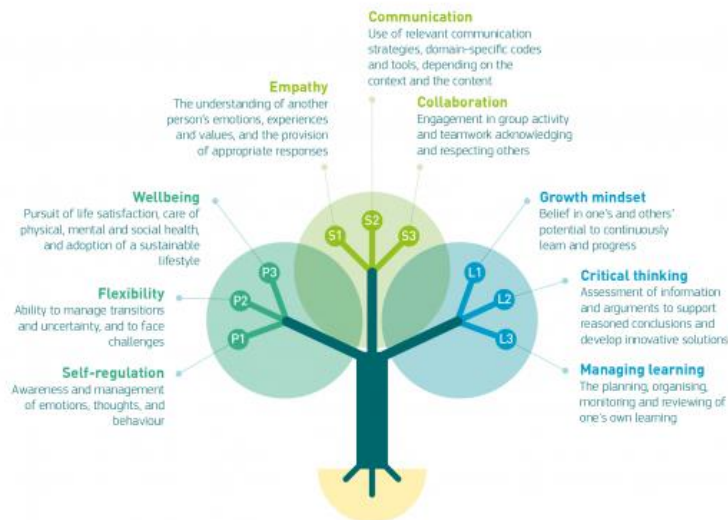 Communication
Use of relevant communication
strategies, domain-specific codes
and tools, depending on the
context and the content
Empathy
The understanding of another
person's emotions, experiences
and values, and the provision
of appropriate responses
Collaboration
Engagement in group activity
and teamwork acknowledging
and respecting others
Wellbeing
Pursuit of life satisfaction, care of
physical, mental and social health,
and adoption of a sustainable
lifestyle
Flexibility
Ability to manage transitions
and uncertainty, and to face
challenges
Self-regulation
Awareness and management
of emotions, thoughts, and
behaviour
P3
P2
P1
S1
S2
S3
L1
L2
L3
Growth mindset
Belief in one's and others'
potential to continuously
learn and progress
Critical thinking
Assessment of information
and arguments to support
reasoned conclusions and
develop innovative solutions
Managing learning
The planning, organising,
monitoring and reviewing of
one's own learning